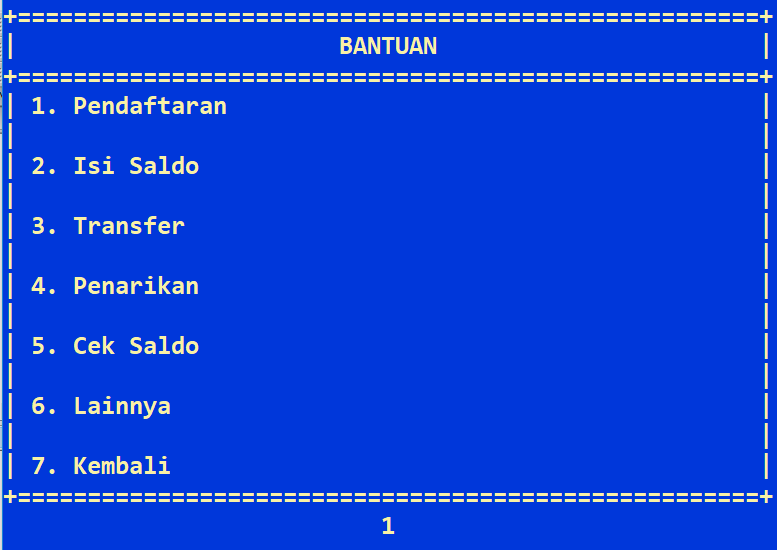 BANTUAN
1. Pendaftaran
2. Isi Saldo
3. Transfer
4. Penarikan
5. Cek Saldo
6. Lainnya
7. Kembali
1